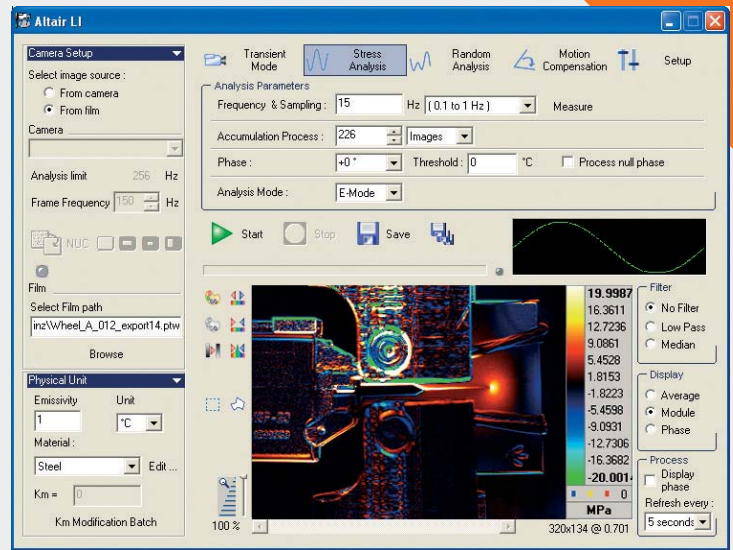 Altair LI
Camera Setup
Select image source :
From camera
From film
Camera
Analysis limit 256 Hz
Frame Frequency 150 Hz
NUC
Film
Select Film path
inz\Wheel_A_012_export14.ptw
Browse
Physical Unit
Emissivity Unit
1 °C
Material :
Steel Edit ...
Km = 0
Km Modification Batch
Transient Mode
Stress Analysis
Random Analysis
Motion Compensation
Setup
Analysis Parameters
Frequency & Sampling : 15 Hz (0.1 to 1 Hz) Measure
Accumulation Process : 226 Images
Phase : +0 ° Threshold : 0 °C Process null phase
Analysis Mode : E-Mode
Start Stop Save
19.9987
16.3611
12.7236
9.0861
5.4528
1.8153
-1.8223
-5.4598
-9.0931
-12.7306
-16.3682
-20.0014
0
MPa
100 %
320x134 @ 0.701
Filter
No Filter
Low Pass
Median
Display
Average
Module
Phase
Process
Display phase
Refresh every :
5 seconds